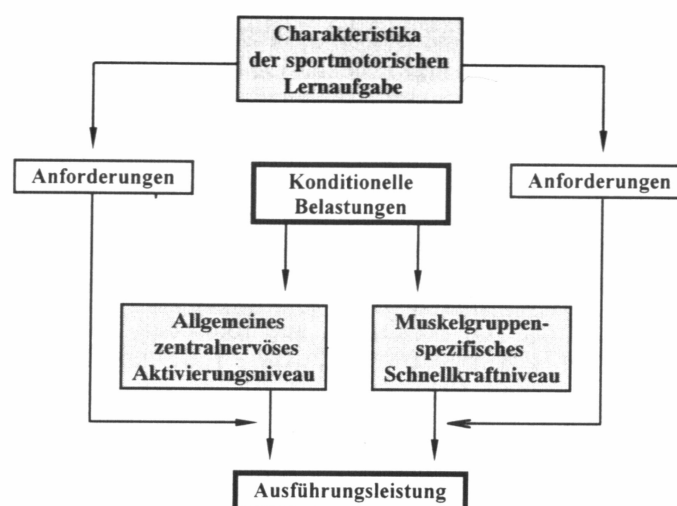 Charakteristika
der sportmotorischen
Lernaufgabe
Anforderungen
Konditionelle
Belastungen
Anforderungen
Allgemeines
zentralnervöses
Aktivierungsniveau
Muskelgruppen-
spezifisches
Schnellkraftniveau
Ausführungsleistung